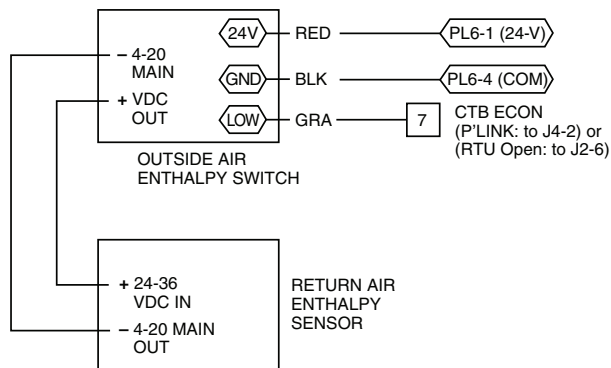 24V RED PL6-1 (24-V)
– 4-20
MAIN
GND BLK PL6-4 (COM)
+ VDC
OUT
LOW GRA 7 CTB ECON
(P'LINK: to J4-2) or
(RTU Open: to J2-6)
OUTSIDE AIR
ENTHALPY SWITCH
+ 24-36
VDC IN
– 4-20 MAIN
OUT
RETURN AIR
ENTHALPY
SENSOR